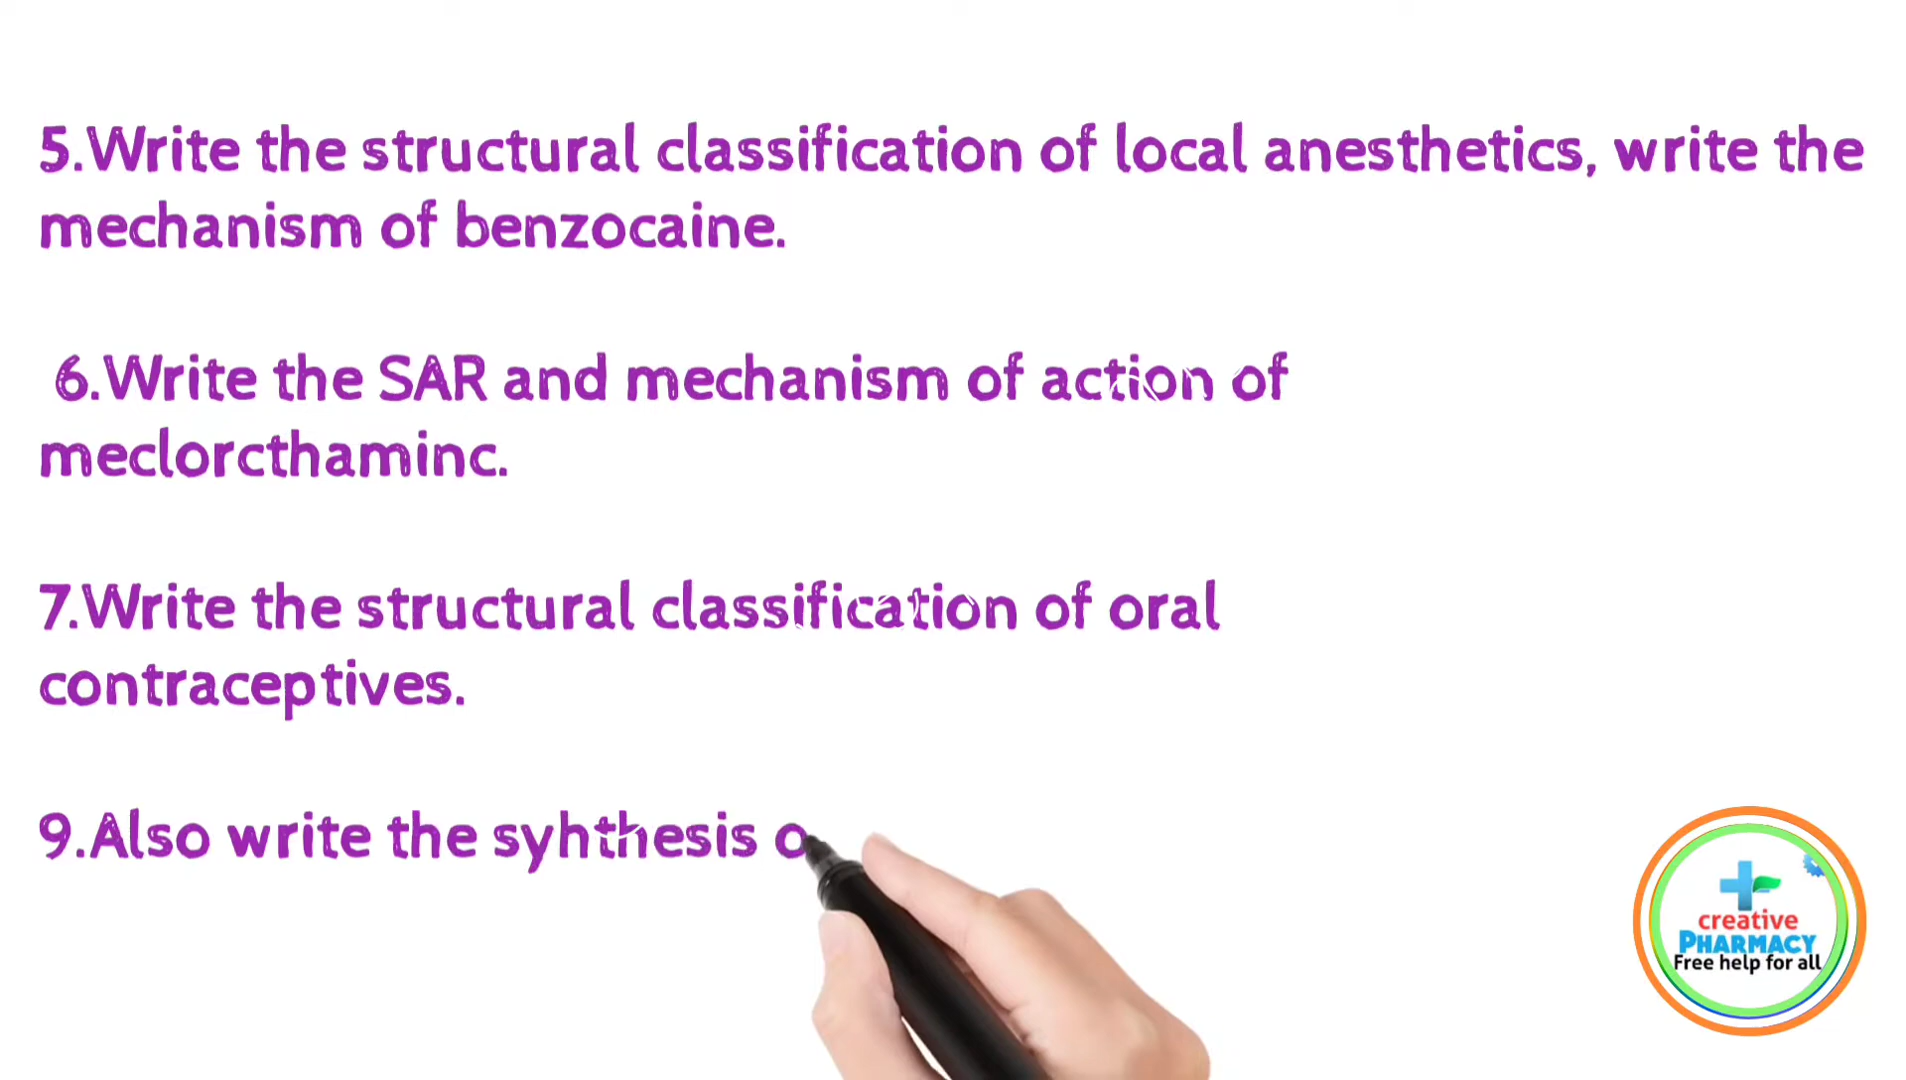 5.Write the structural classification of local anesthetics, write the
mechanism of benzocaine.
6.Write the SAR and mechanism of action of
meclorcthaminc.
7.Write the structural classification of oral
contraceptives.
9.Also write the syhthesis o
creative
PHARMACY
Free help for all